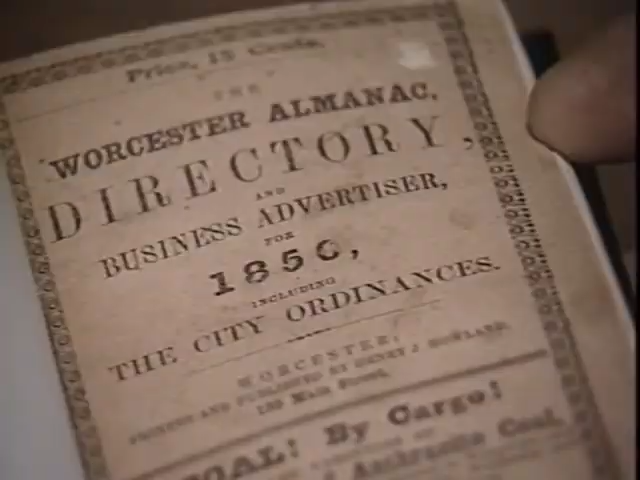 Price, 15 Cents.
THE
WORCESTER ALMANAC,
DIRECTORY,
AND
BUSINESS ADVERTISER,
FOR
1856,
INCLUDING
THE CITY ORDINANCES.
WORCESTER:
PRINTED AND PUBLISHED BY HENRY J HOWLAND,
Main Street.
COAL! By Cargo!
Anthracite Coal,